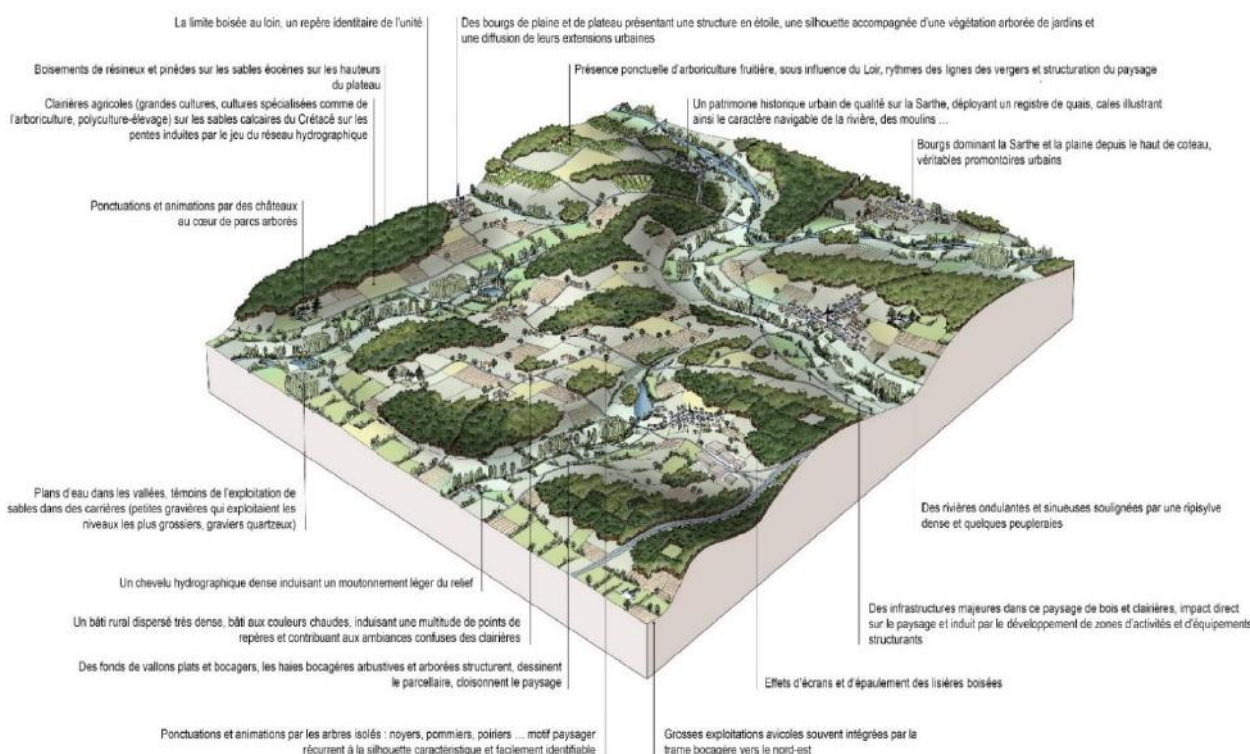 La limite boisée au loin, un repère identitaire de l'unité
Des bourgs de plaine et de plateau présentant une structure en étoile, une silhouette accompagnée d'une végétation arborée de jardins et
une diffusion de leurs extensions urbaines
Boisements de résineux et pinèdes sur les sables éocènes sur les hauteurs
du plateau
Présence ponctuelle d'arboriculture fruitière, sous influence du Loir, rythmes des lignes des vergers et structuration du paysage
Clairières agricoles (grandes cultures, cultures spécialisées comme de
l'arboriculture, polyculture-élevage) sur les sables calcaires du Crétacé sur les
pentes induites par le jeu du réseau hydrographique
Un patrimoine historique urbain de qualité sur la Sarthe, déployant un registre de quais, cales illustrant
ainsi le caractère navigable de la rivière, des moulins ...
Bourgs dominant la Sarthe et la plaine depuis le haut de coteau,
véritables promontoires urbains
Ponctuations et animations par des châteaux
au cœur de parcs arborés
Plans d'eau dans les vallées, témoins de l'exploitation de
sables dans des carrières (petites gravières qui exploitaient les
niveaux les plus grossiers, graviers quartzeux)
Des rivières ondulantes et sinueuses soulignées par une ripisylve
dense et quelques peupleraies
Un chevelu hydrographique dense induisant un moutonnement léger du relief
Un bâti rural dispersé très dense, bâti aux couleurs chaudes, induisant une multitude de points de
repères et contribuant aux ambiances confuses des clairières
Des infrastructures majeures dans ce paysage de bois et clairières, impact direct
sur le paysage et induit par le développement de zones d'activités et d'équipements
structurants
Des fonds de vallons plats et bocagers, les haies bocagères arbustives et arborées structurent, dessinent
le parcellaire, cloisonnent le paysage
Effets d'écrans et d'épaulement des lisières boisées
Ponctuations et animations par les arbres isolés : noyers, pommiers, poiriers ... motif paysager
récurrent à la silhouette caractéristique et facilement identifiable
Grosses exploitations avicoles souvent intégrées par la
trame bocagère vers le nord-est